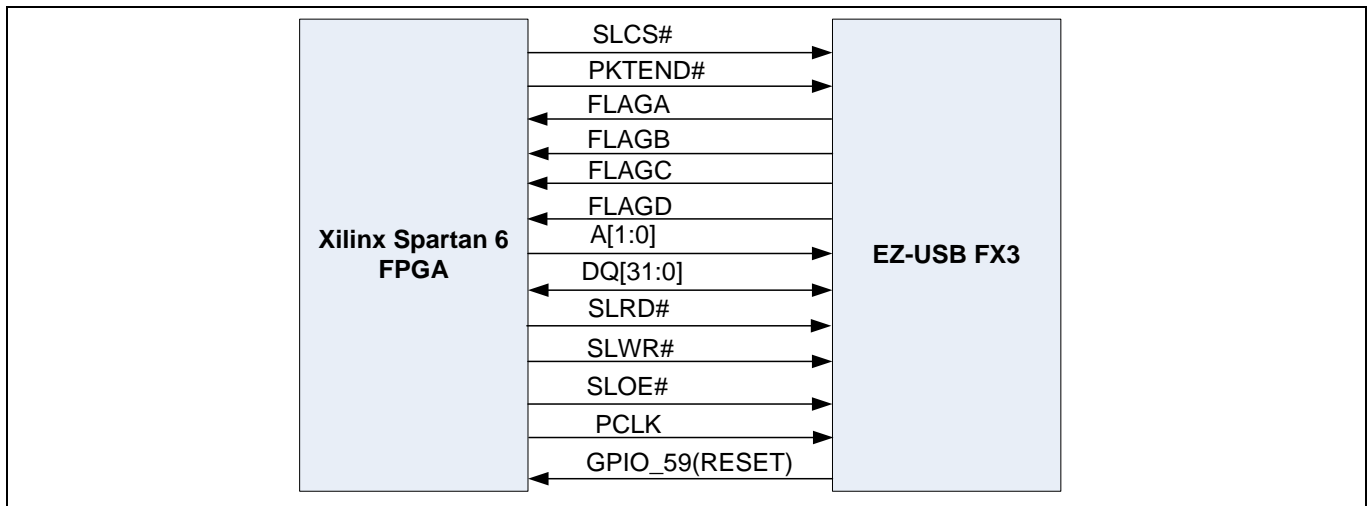 SLCS#
PKTEND#
FLAGA
FLAGB
FLAGC
FLAGD
A[1:0]
DQ[31:0]
SLRD#
SLWR#
SLOE#
PCLK
GPIO_59(RESET)
Xilinx Spartan 6
FPGA
EZ-USB FX3